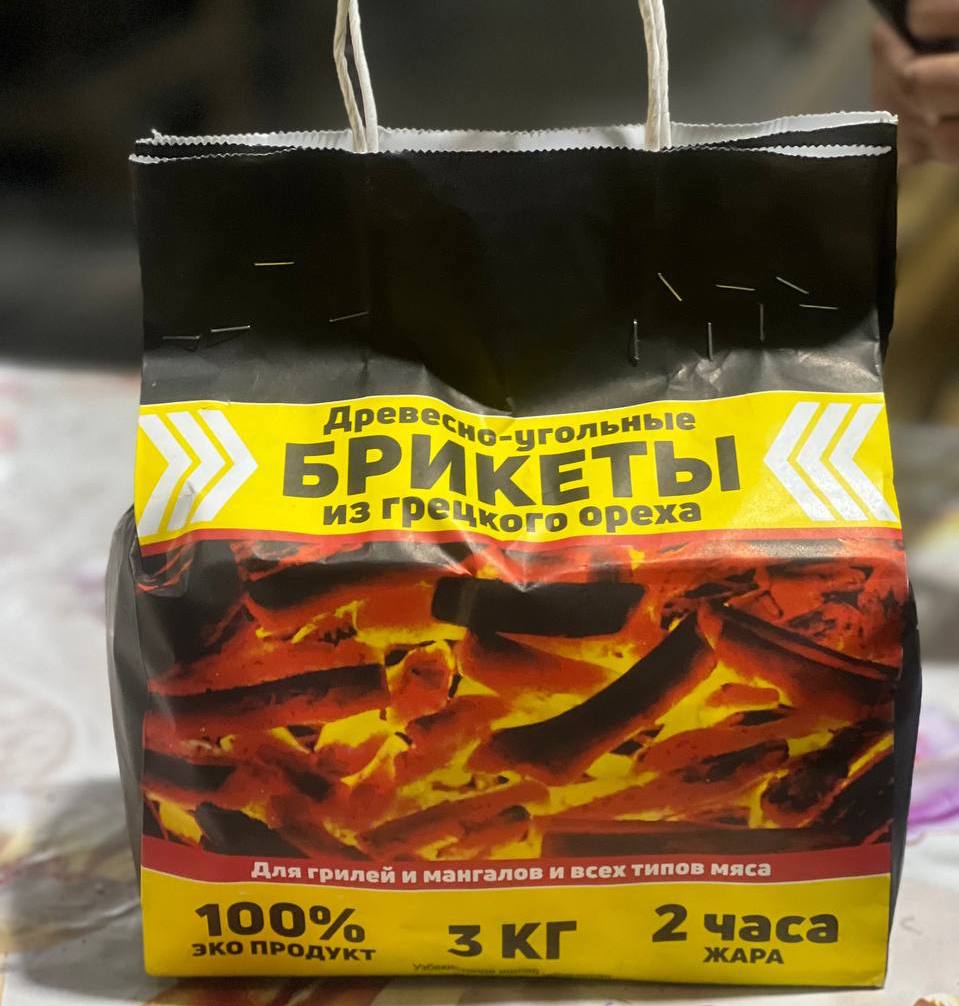 Древесно-угольные
БРИКЕТЫ
из грецкого ореха
Для грилей и мангалов и всех типов мяса
100%
ЭКО ПРОДУКТ
3 КГ
2 часа
ЖАРА